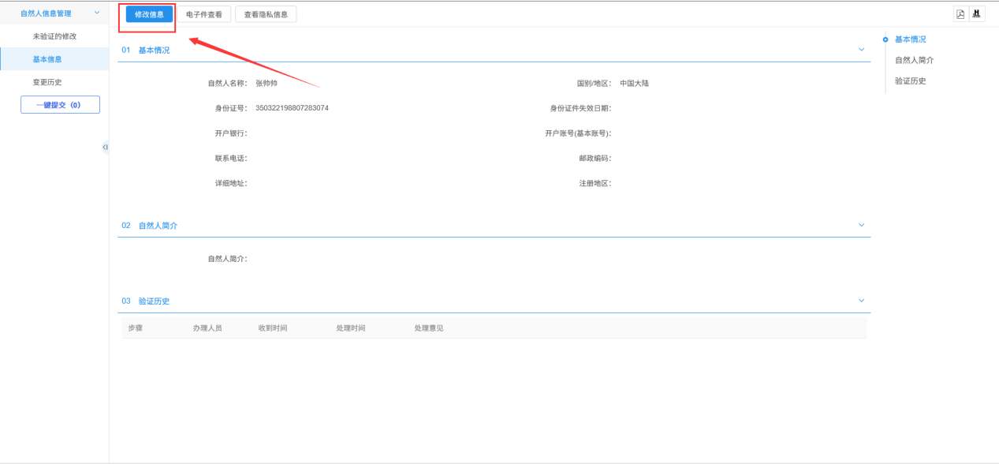 自然人信息管理
未验证的修改
基本信息
变更历史
一键提交（0）
修改信息 电子件查看 查看隐私信息
01 基本情况
自然人名称： 张帅帅 国别/地区： 中国大陆
身份证号： 350322198807283074 身份证件失效日期：
开户银行： 开户账号(基本账号)：
联系电话： 邮政编码：
详细地址： 注册地区：
02 自然人简介
自然人简介：
03 验证历史
步骤 办理人员 收到时间 处理时间 处理意见
基本情况
自然人简介
验证历史